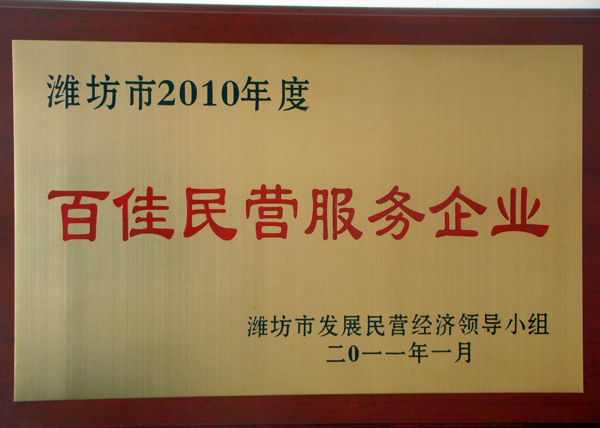 潍坊市2010年度
百佳民营服务企业
潍坊市发展民营经济领导小组
二0一一年一月